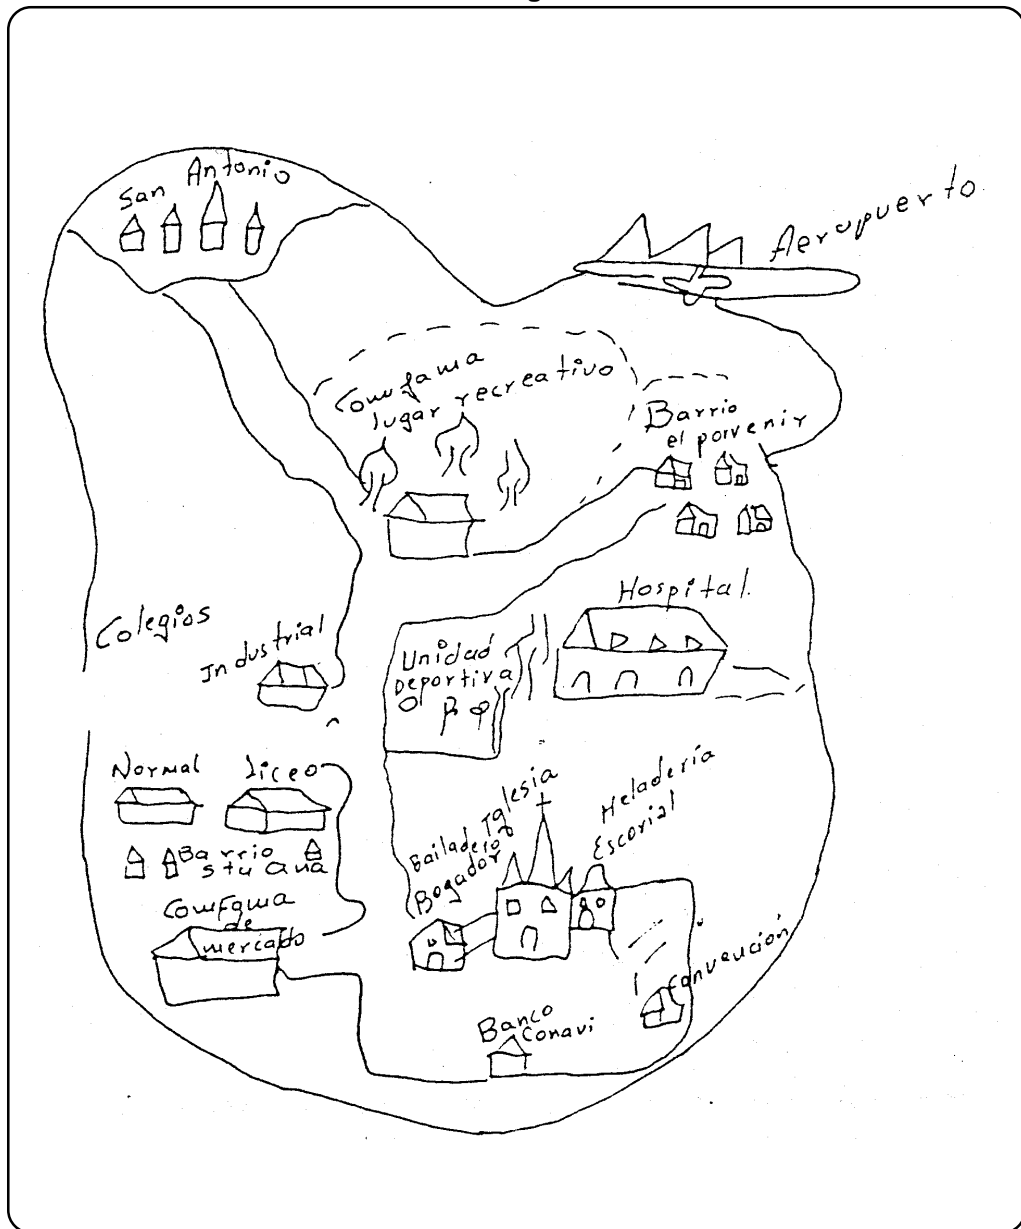 San Antonio
Aeropuerto
Comfama
lugar recreativo
Barrio
el porvenir
Hospital.
Colegios
Industrial
Unidad
Deportiva
Normal
Liceo
Barrio
sta Ana
Comfama
de
mercado
Bailadero
Bogador
Iglesia
Heladería
Escorial
Convención
Banco
Conavi